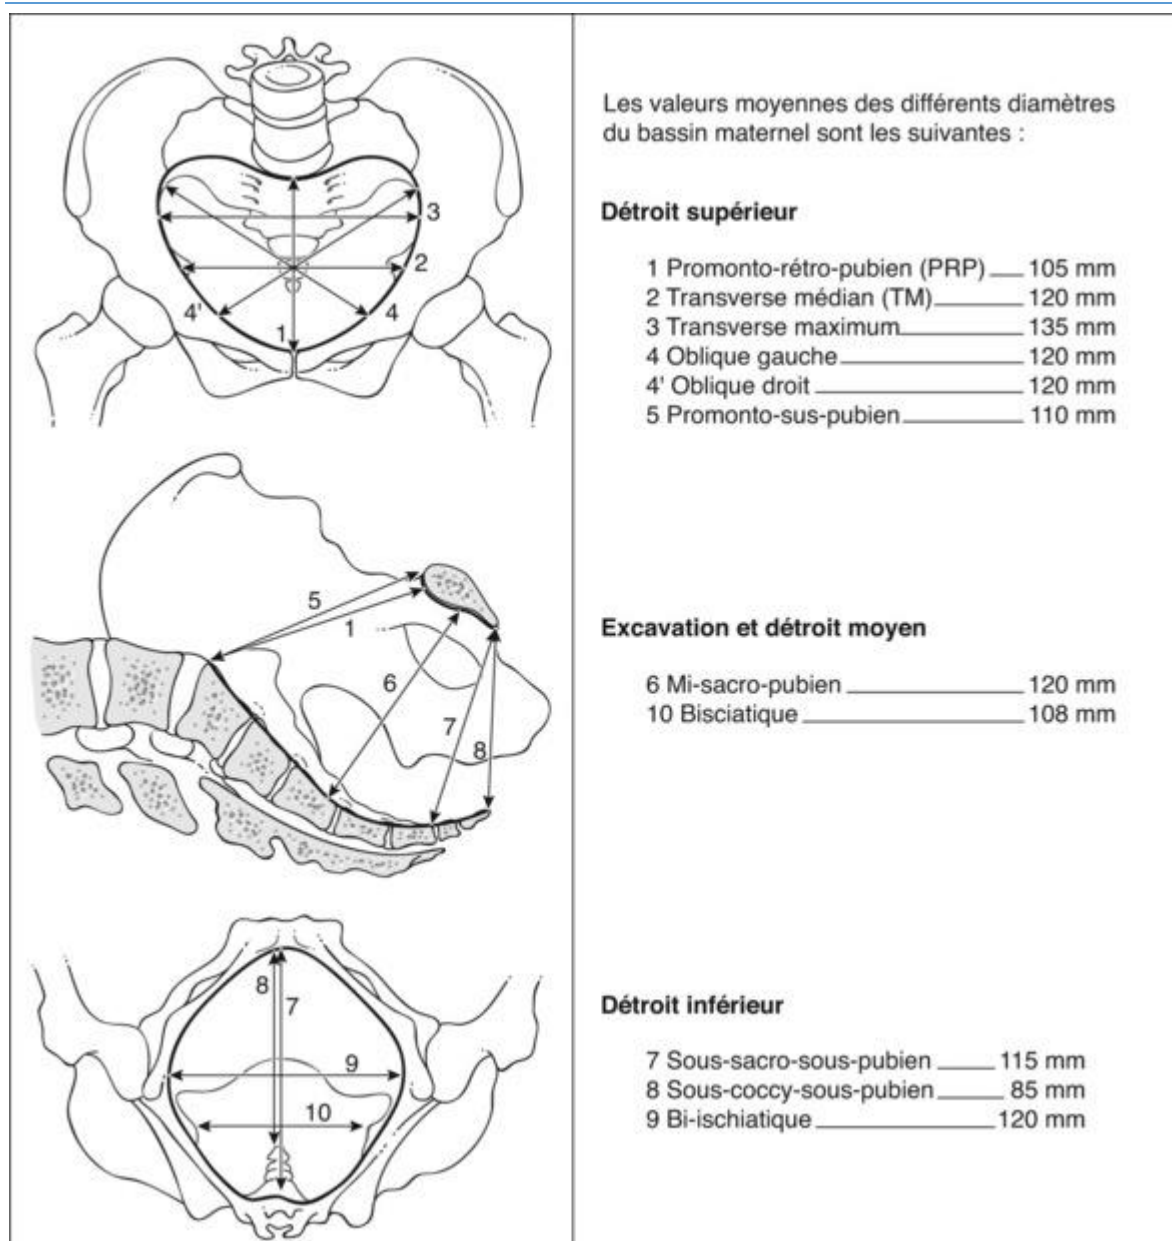 Les valeurs moyennes des différents diamètres
du bassin maternel sont les suivantes :
Détroit supérieur
1 Promonto-rétro-pubien (PRP) 105 mm
2 Transverse médian (TM) 120 mm
3 Transverse maximum 135 mm
4 Oblique gauche 120 mm
4' Oblique droit 120 mm
5 Promonto-sus-pubien 110 mm
3
2
4'
1
4
5
1
6
7
8
Excavation et détroit moyen
6 Mi-sacro-pubien 120 mm
10 Bisciatique 108 mm
8
7
9
10
Détroit inférieur
7 Sous-sacro-sous-pubien 115 mm
8 Sous-coccy-sous-pubien 85 mm
9 Bi-ischiatique 120 mm